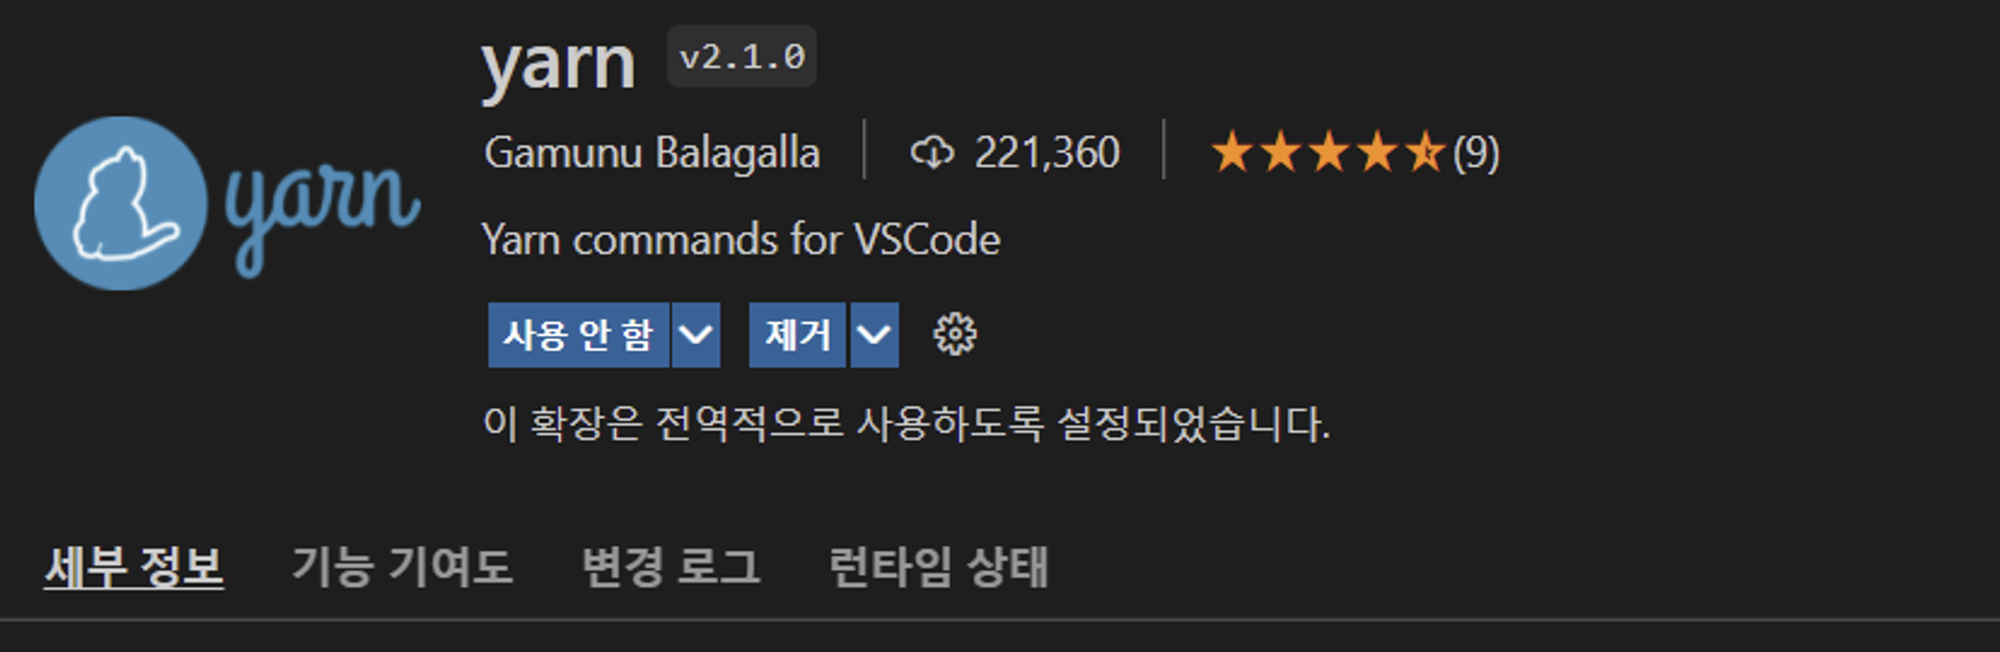 yarn v2.1.0
yarn
Gamunu Balagalla 221,360 (9)
Yarn commands for VSCode
사용 안 함 제거
이 확장은 전역적으로 사용하도록 설정되었습니다.
세부 정보 기능 기여도 변경 로그 런타임 상태